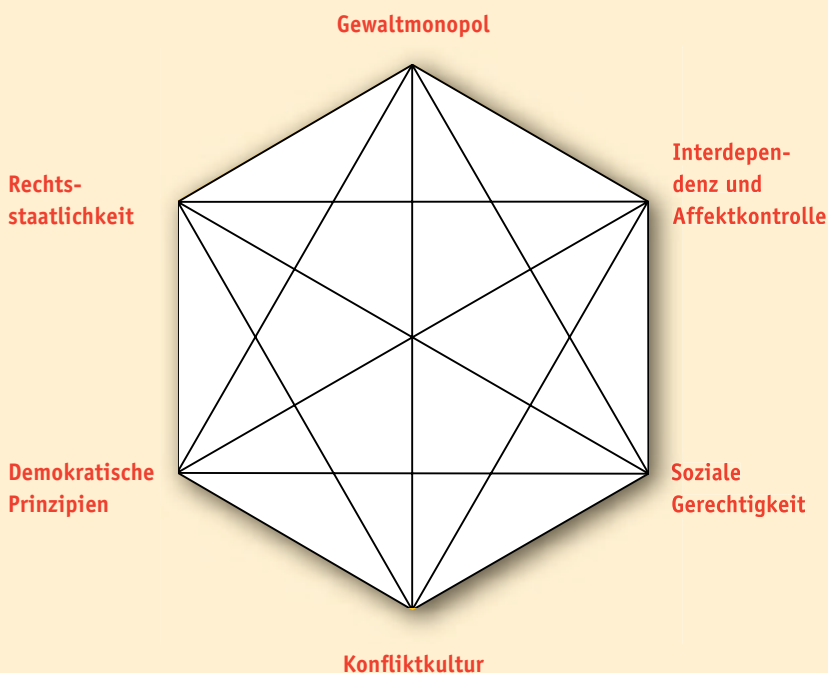 Gewaltmonopol
Rechts-
staatlichkeit
Interdepen-
denz und
Affektkontrolle
Demokratische
Prinzipien
Soziale
Gerechtigkeit
Konfliktkultur